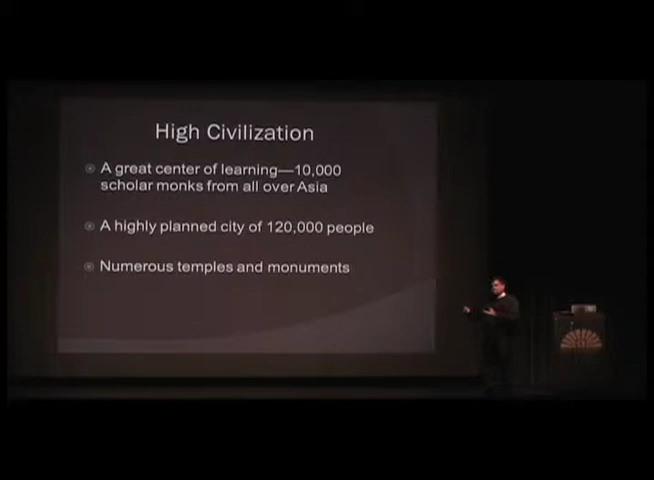 High Civilization
A great center of learning—10,000
scholar monks from all over Asia
A highly planned city of 120,000 people
Numerous temples and monuments